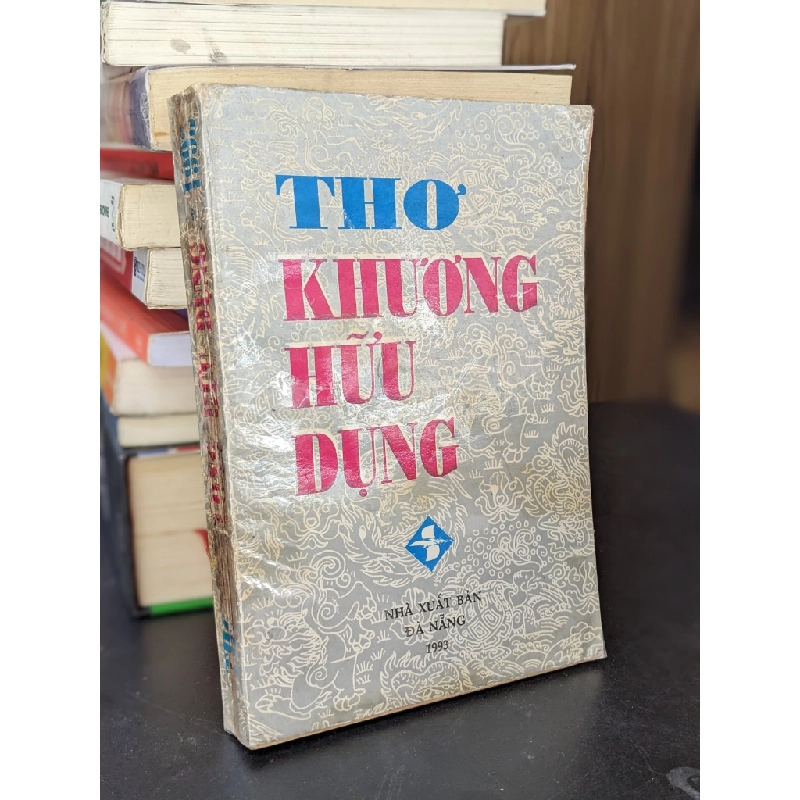 THƠ
KHƯƠNG
HỮU
DỤNG
NHÀ XUẤT BẢN
ĐÀ NẴNG
1993